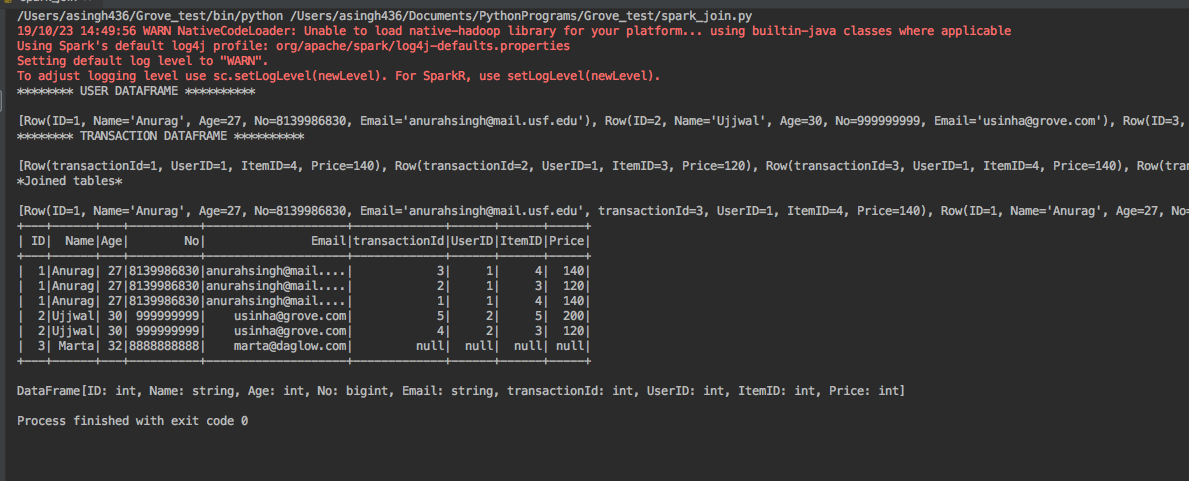 /Users/asingh436/Grove_test/bin/python /Users/asingh436/Documents/PythonPrograms/Grove_test/spark_join.py
19/10/23 14:49:56 WARN NativeCodeLoader: Unable to load native-hadoop library for your platform... using builtin-java classes where applicable
Using Spark's default log4j profile: org/apache/spark/log4j-defaults.properties
Setting default log level to "WARN".
To adjust logging level use sc.setLogLevel(newLevel). For SparkR, use setLogLevel(newLevel).
******** USER DATAFRAME **********
[Row(ID=1, Name='Anurag', Age=27, No=8139986830, Email='anurahsingh@mail.usf.edu'), Row(ID=2, Name='Ujjwal', Age=30, No=999999999, Email='usinha@grove.com'), Row(ID=3,
******** TRANSACTION DATAFRAME **********
[Row(transactionId=1, UserID=1, ItemID=4, Price=140), Row(transactionId=2, UserID=1, ItemID=3, Price=120), Row(transactionId=3, UserID=1, ItemID=4, Price=140), Row(tran
*Joined tables*
[Row(ID=1, Name='Anurag', Age=27, No=8139986830, Email='anurahsingh@mail.usf.edu', transactionId=3, UserID=1, ItemID=4, Price=140), Row(ID=1, Name='Anurag', Age=27, No=
+---+------+---+----------+--------------------+-------------+------+------+-----+
| ID|  Name|Age|        No|               Email|transactionId|UserID|ItemID|Price|
+---+------+---+----------+--------------------+-------------+------+------+-----+
|  1|Anurag| 27|8139986830|anurahsingh@mail....|            3|     1|     4|  140|
|  1|Anurag| 27|8139986830|anurahsingh@mail....|            2|     1|     3|  120|
|  1|Anurag| 27|8139986830|anurahsingh@mail....|            1|     1|     4|  140|
|  2|Ujjwal| 30| 999999999|    usinha@grove.com|            5|     2|     5|  200|
|  2|Ujjwal| 30| 999999999|    usinha@grove.com|            4|     2|     3|  120|
|  3| Marta| 32|8888888888|    marta@daglow.com|         null|  null|  null| null|
+---+------+---+----------+--------------------+-------------+------+------+-----+
DataFrame[ID: int, Name: string, Age: int, No: bigint, Email: string, transactionId: int, UserID: int, ItemID: int, Price: int]
Process finished with exit code 0